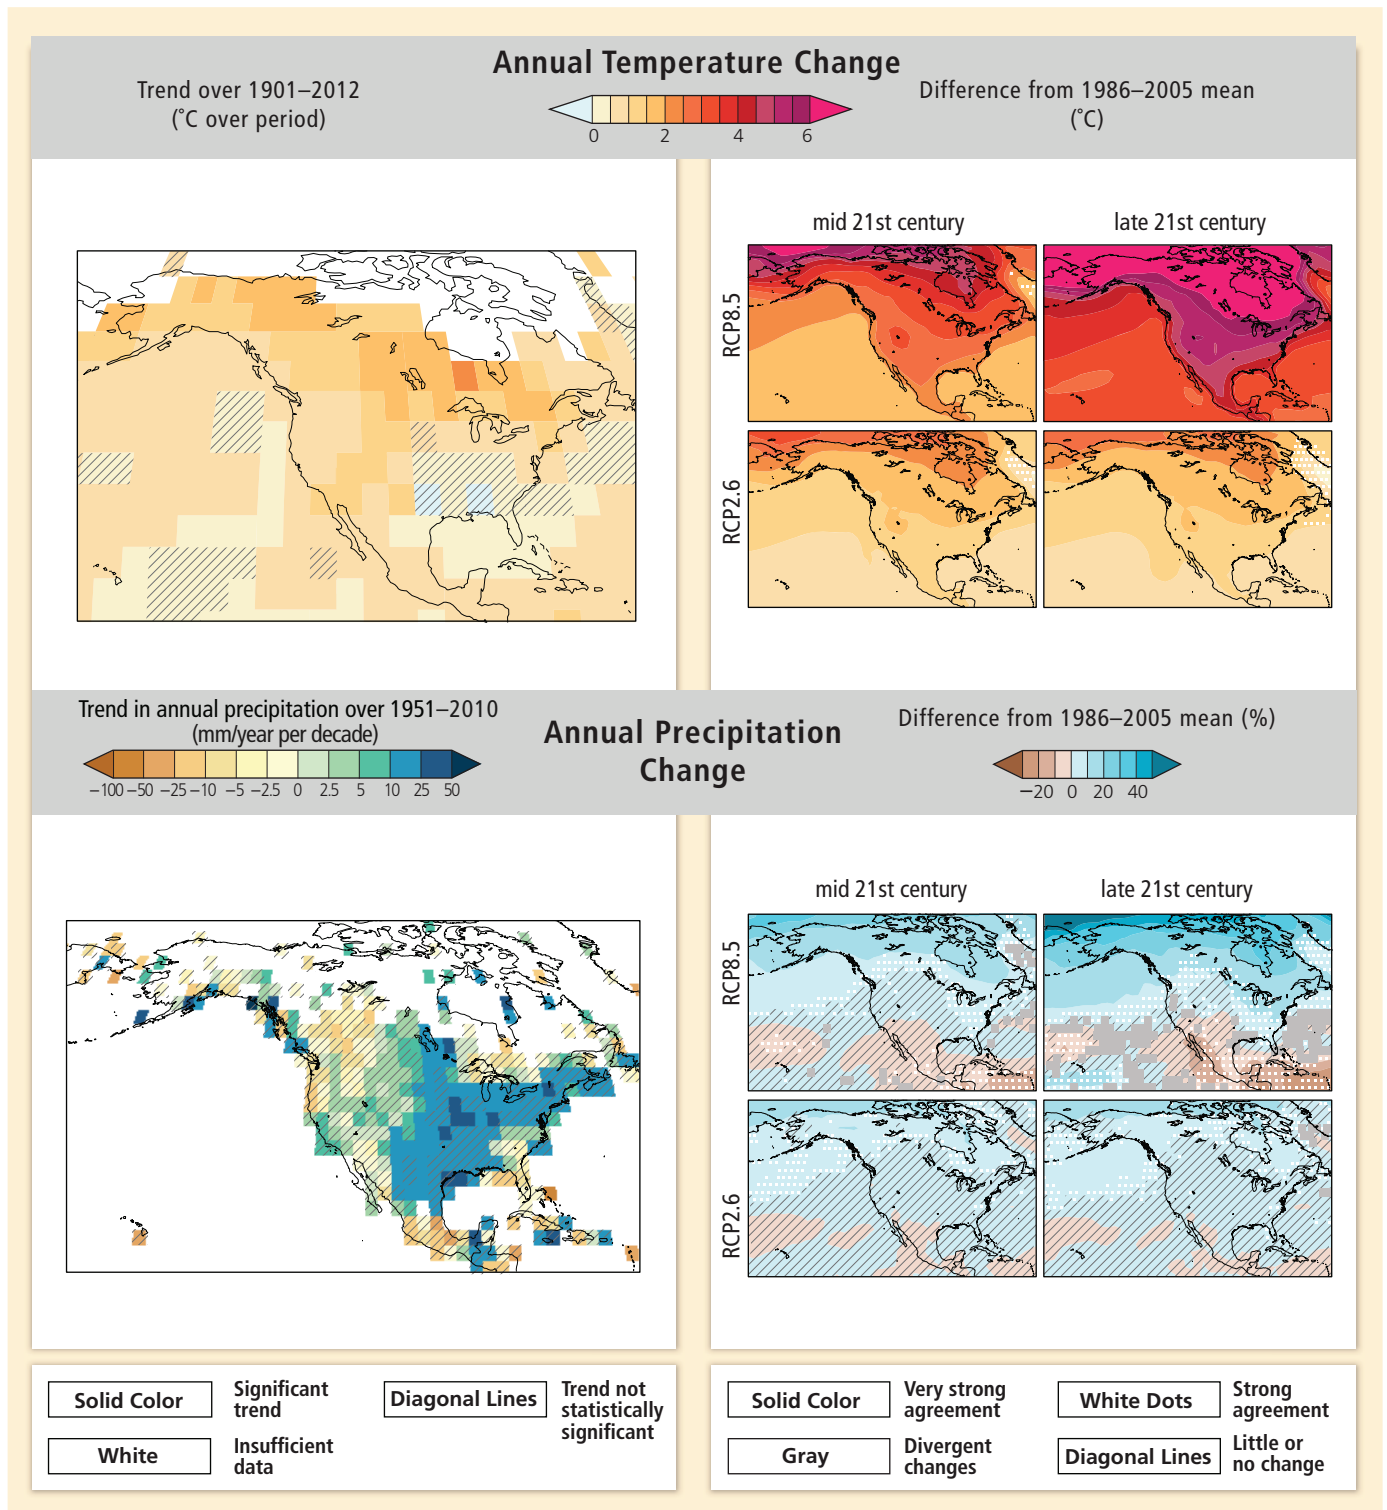 Annual Temperature Change
Trend over 1901–2012
(˚C over period)
Difference from 1986–2005 mean
(˚C)
0 2 4 6
mid 21st century
late 21st century
RCP8.5
RCP2.6
Trend in annual precipitation over 1951–2010
(mm/year per decade)
−100 −50 −25 −10 −5 −2.5 0 2.5 5 10 25 50
Annual Precipitation
Change
Difference from 1986–2005 mean (%)
−20 0 20 40
mid 21st century
late 21st century
RCP8.5
RCP2.6
Solid Color
Significant
trend
Diagonal Lines
Trend not
statistically
significant
White
Insufficient
data
Solid Color
Very strong
agreement
White Dots
Strong
agreement
Gray
Divergent
changes
Diagonal Lines
Little or
no change